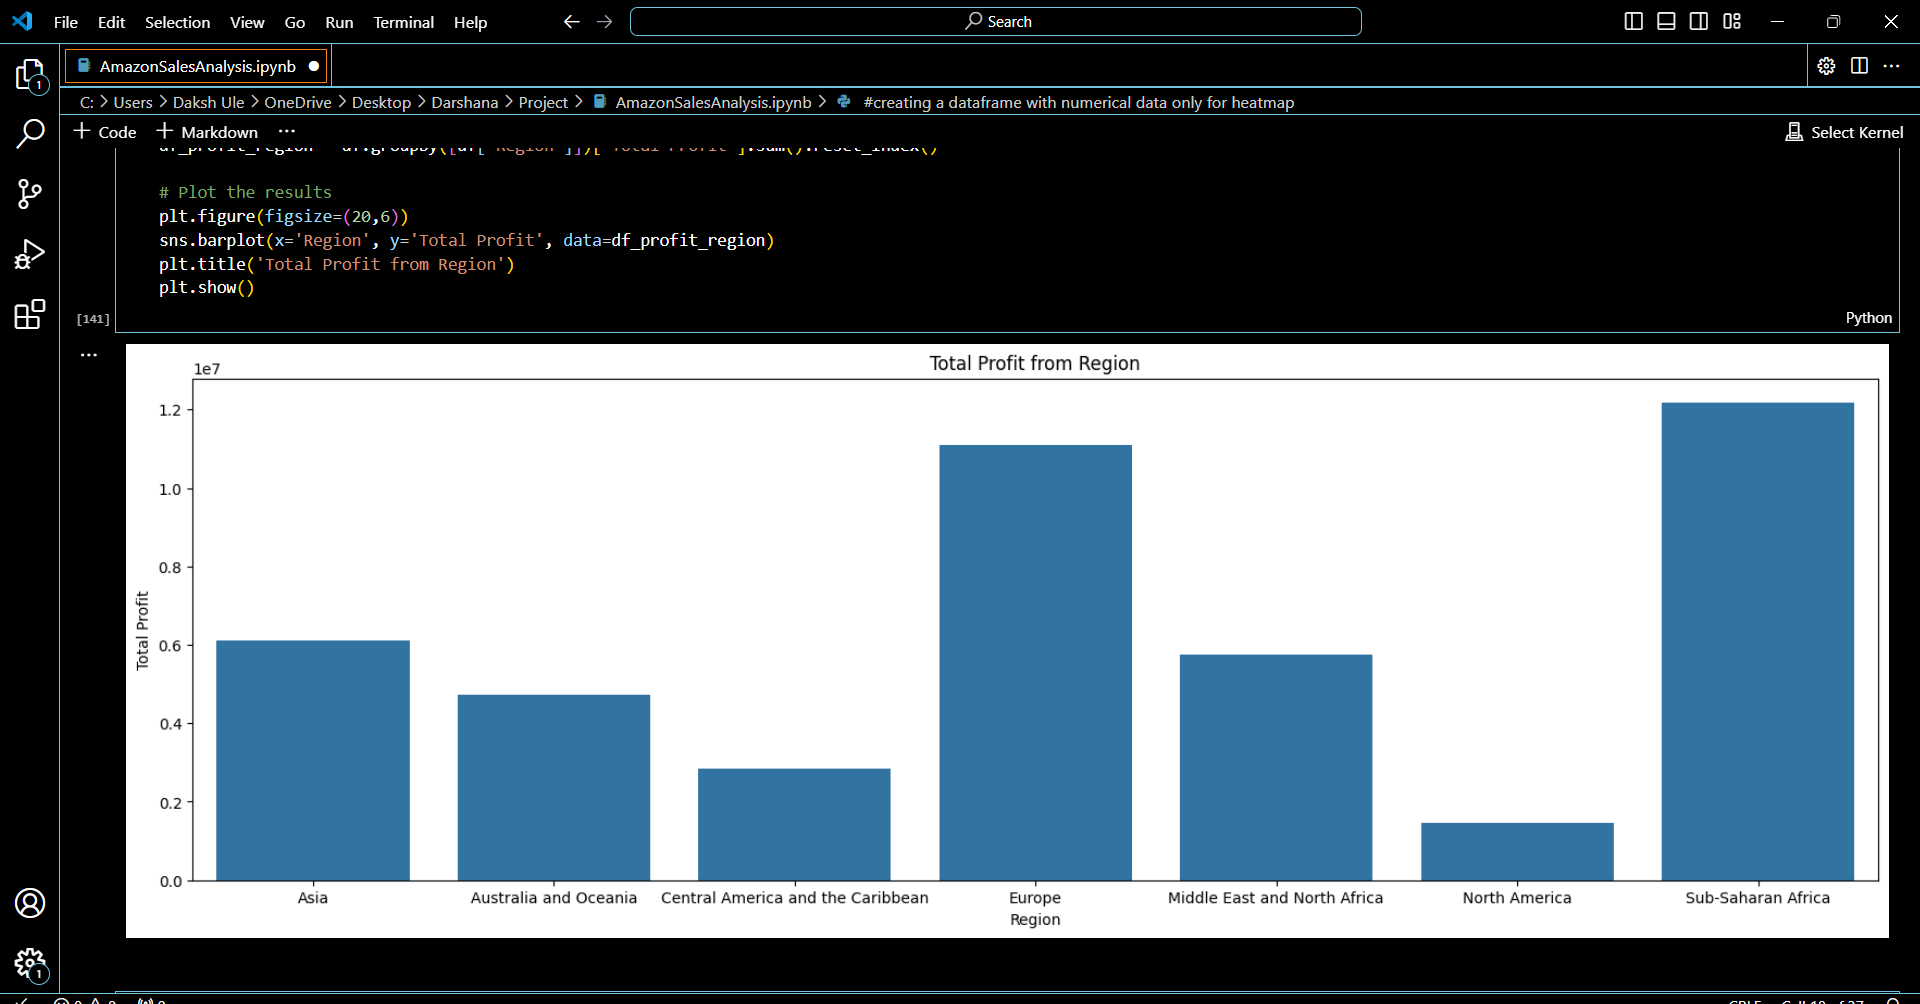 File Edit Selection View Go Run Terminal Help
Search
AmazonSalesAnalysis.ipynb
1
C: > Users > Daksh Ule > OneDrive > Desktop > Darshana > Project > AmazonSalesAnalysis.ipynb > #creating a dataframe with numerical data only for heatmap
+ Code + Markdown ...
Select Kernel
# Plot the results
plt.figure(figsize=(20,6))
sns.barplot(x='Region', y='Total Profit', data=df_profit_region)
plt.title('Total Profit from Region')
plt.show()
[141]
Python
Total Profit from Region
1e7
1.2
1.0
0.8
0.6
0.4
0.2
0.0
Total Profit
Asia
Australia and Oceania
Central America and the Caribbean
Europe
Middle East and North Africa
North America
Sub-Saharan Africa
Region
1